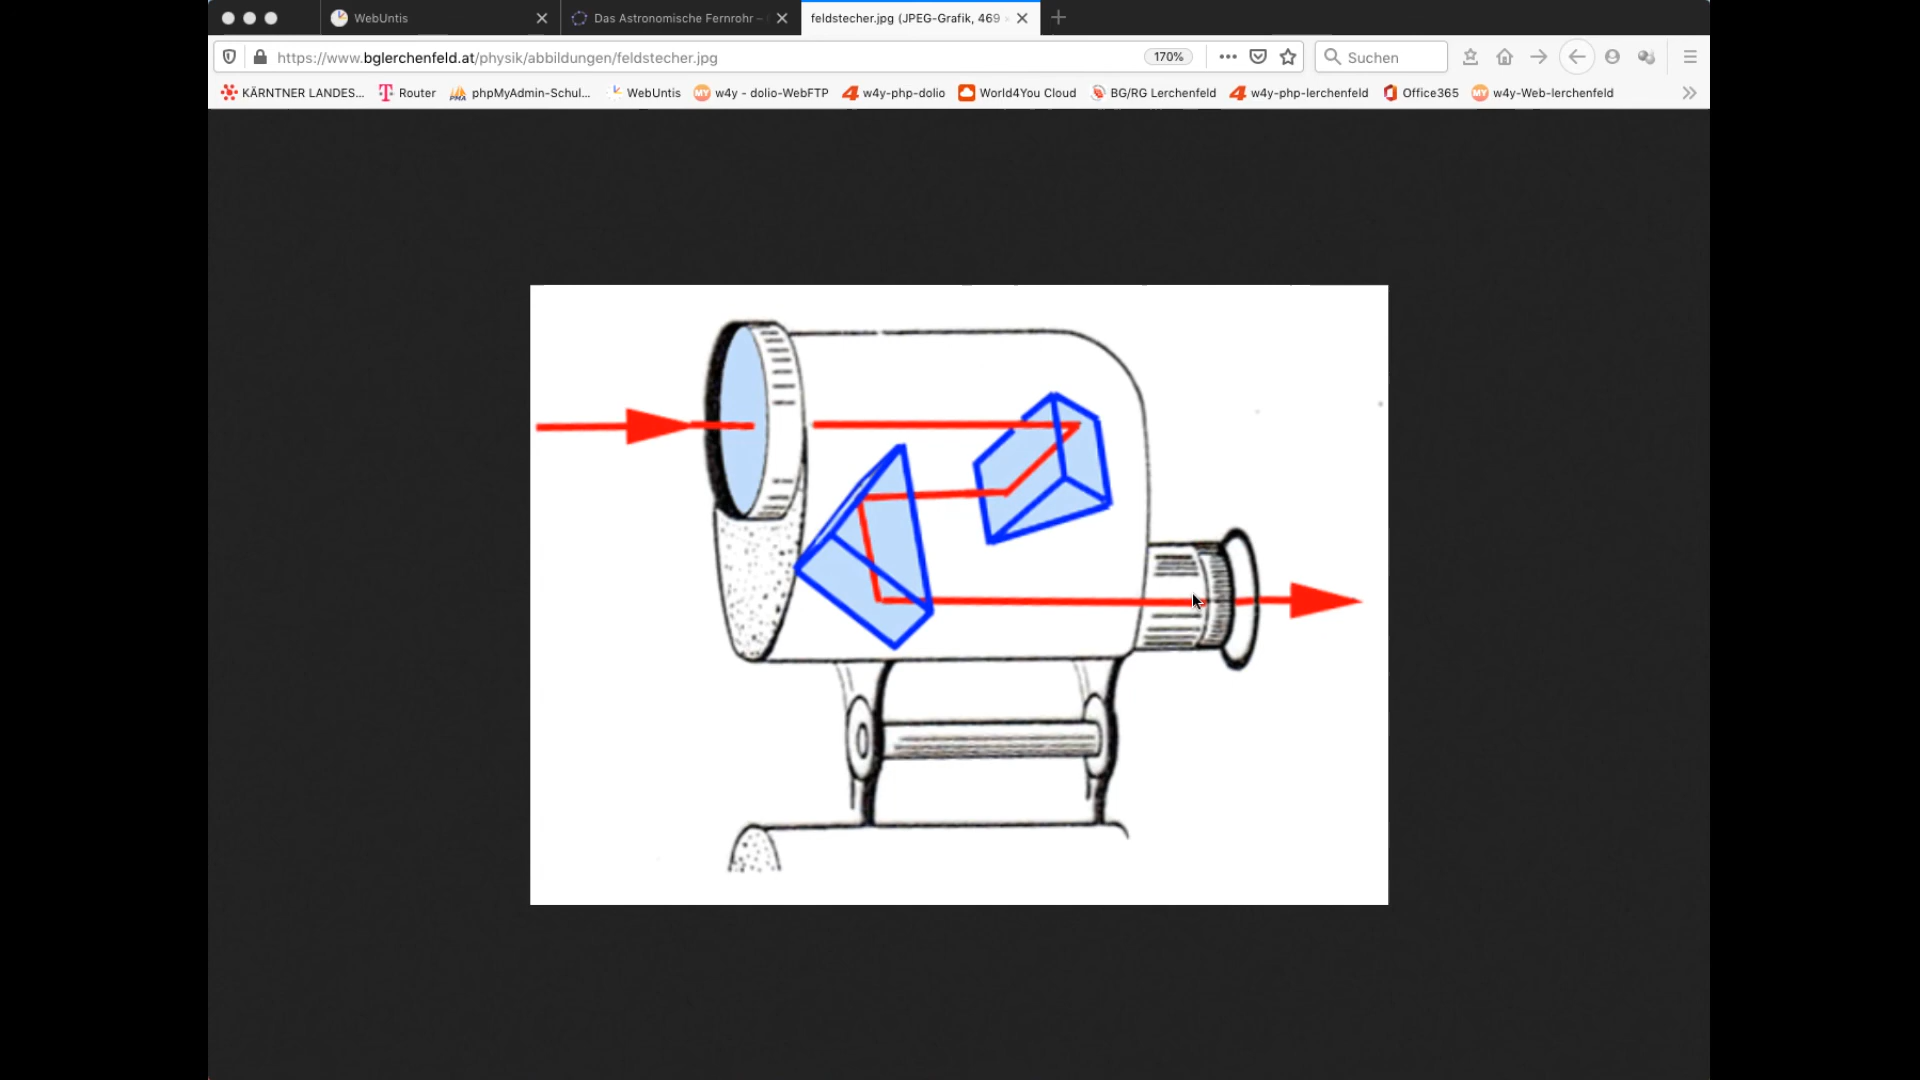 WebUntis
Das Astronomische Fernrohr –
feldstecher.jpg (JPEG-Grafik, 469
https://www.bglerchenfeld.at/physik/abbildungen/feldstecher.jpg
170%
Suchen
KÄRNTNER LANDES...
Router
phpMyAdmin-Schul...
WebUntis
w4y - dolio-WebFTP
w4y-php-dolio
World4You Cloud
BG/RG Lerchenfeld
w4y-php-lerchenfeld
Office365
w4y-Web-lerchenfeld